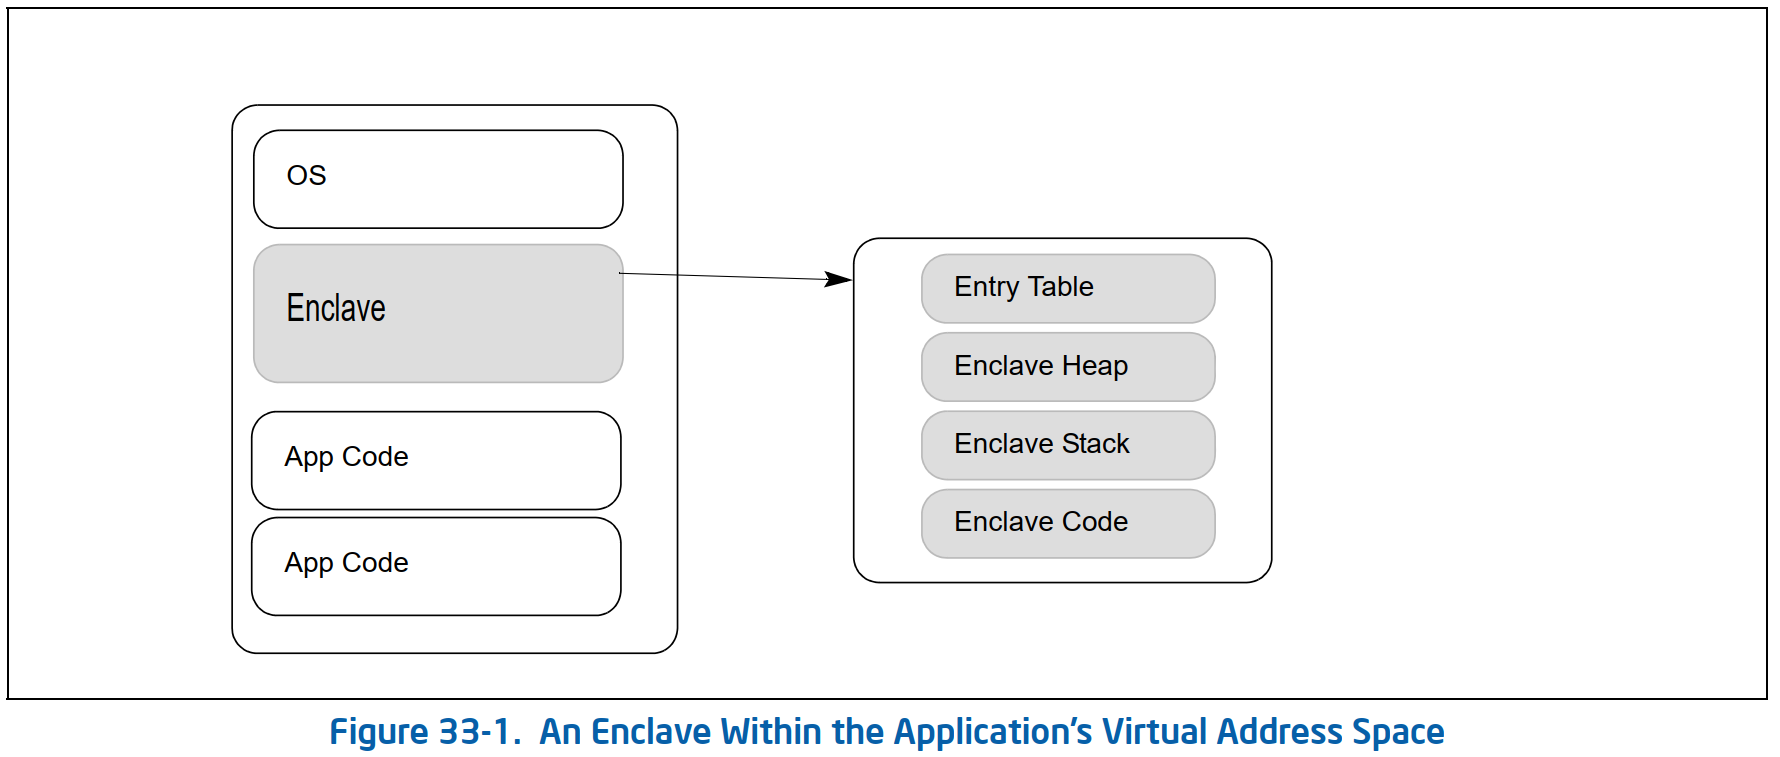 OS
Enclave
App Code
App Code
Entry Table
Enclave Heap
Enclave Stack
Enclave Code
Figure 33-1. An Enclave Within the Application's Virtual Address Space